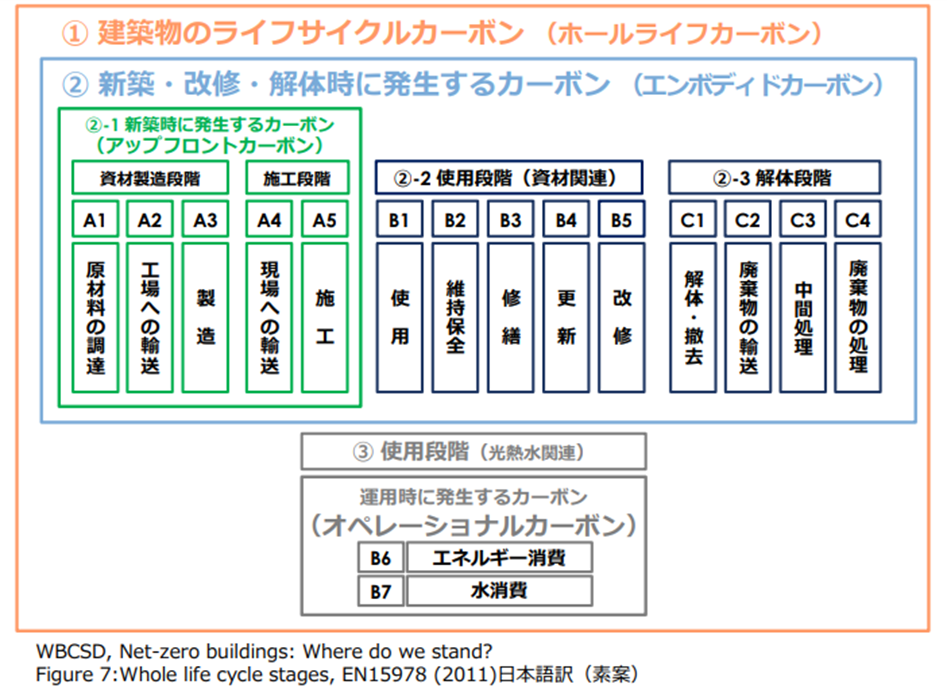 ① 建築物のライフサイクルカーボン（ホールライフカーボン）
② 新築・改修・解体時に発生するカーボン（エンボディドカーボン）
②-1 新築時に発生するカーボン
（アップフロントカーボン）
資材製造段階
施工段階
②-2 使用段階（資材関連）
②-3 解体段階
A1
A2
A3
A4
A5
B1
B2
B3
B4
B5
C1
C2
C3
C4
原材料の調達
工場への輸送
製造
現場への輸送
施工
使用
維持保全
修繕
更新
改修
解体・撤去
廃棄物の輸送
中間処理
廃棄物の処理
③ 使用段階（光熱水関連）
運用時に発生するカーボン
（オペレーショナルカーボン）
B6 エネルギー消費
B7 水消費
WBCSD, Net-zero buildings: Where do we stand?
Figure 7:Whole life cycle stages, EN15978 (2011)日本語訳（素案）